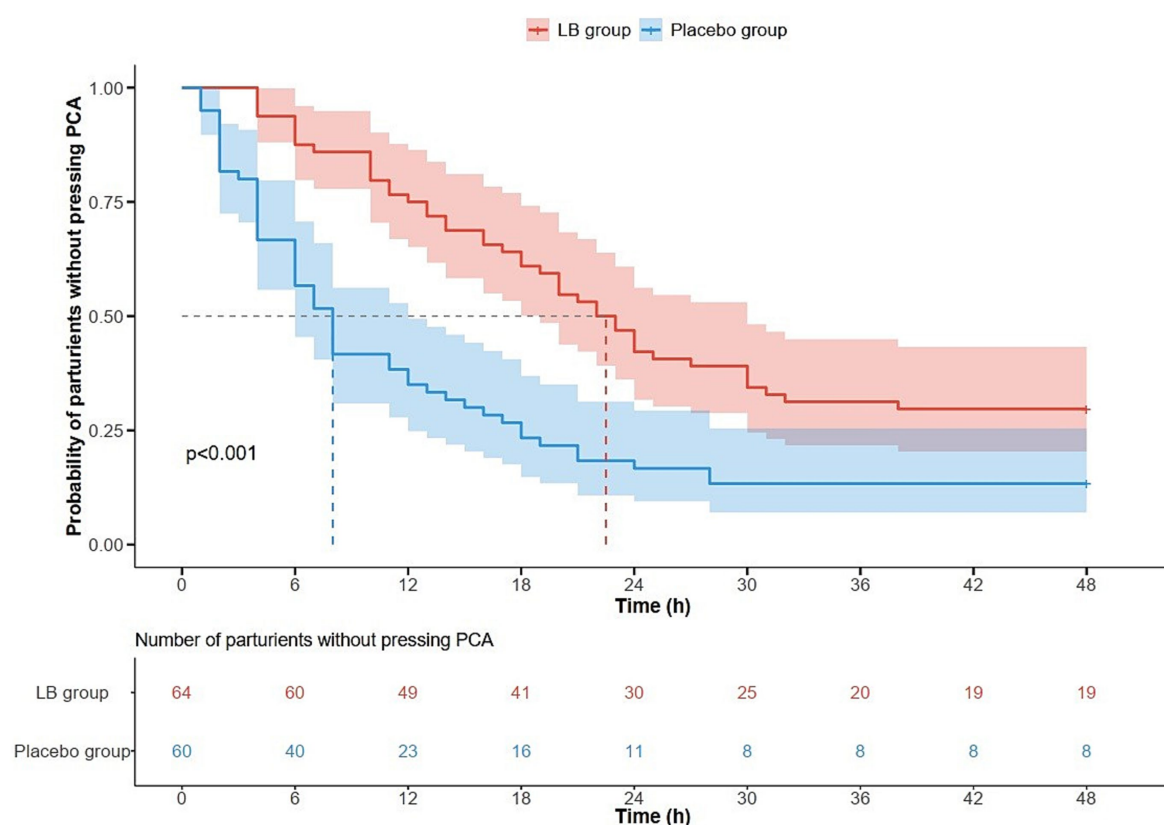 LB group Placebo group
Probability of parturients without pressing PCA
1.00
0.75
0.50
0.25
0.00
p<0.001
0 6 12 18 24 30 36 42 48
Time (h)
Number of parturients without pressing PCA
LB group 64 60 49 41 30 25 20 19 19
Placebo group 60 40 23 16 11 8 8 8 8
0 6 12 18 24 30 36 42 48
Time (h)